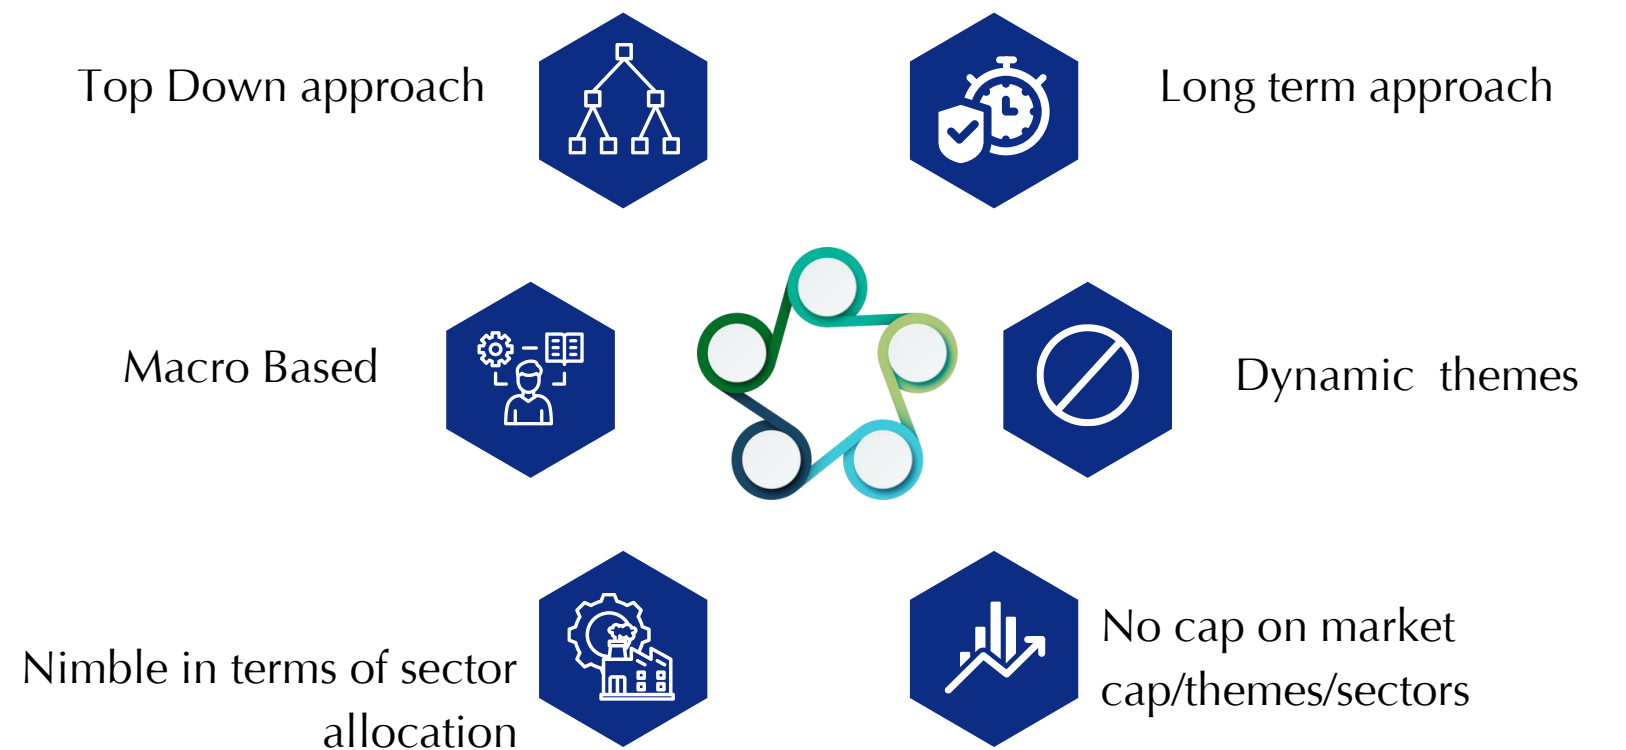 Top Down approach
Long term approach
Macro Based
Dynamic themes
Nimble in terms of sector
allocation
No cap on market
cap/themes/sectors